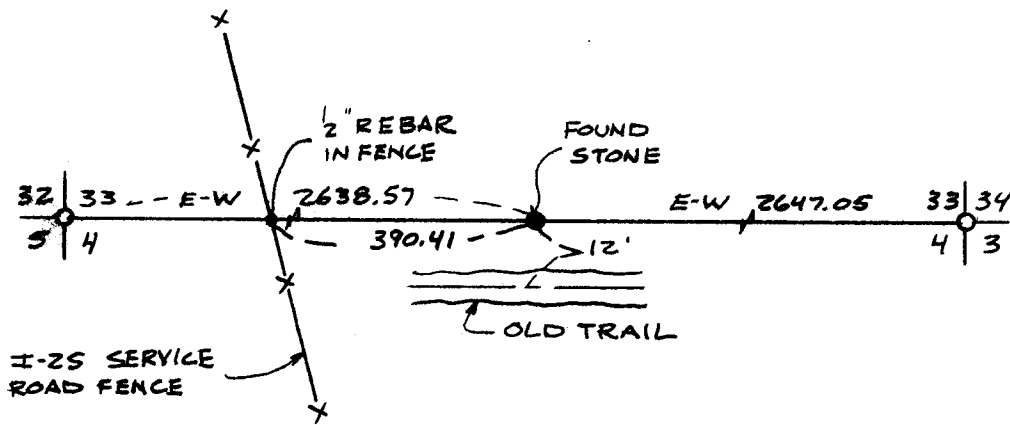 1/2" REBAR
IN FENCE
FOUND
STONE
32 33 E-W 2638.57 E-W 2647.05 33 34
5 4 390.41 12' 4 3
L
OLD TRAIL
I-25 SERVICE
ROAD FENCE